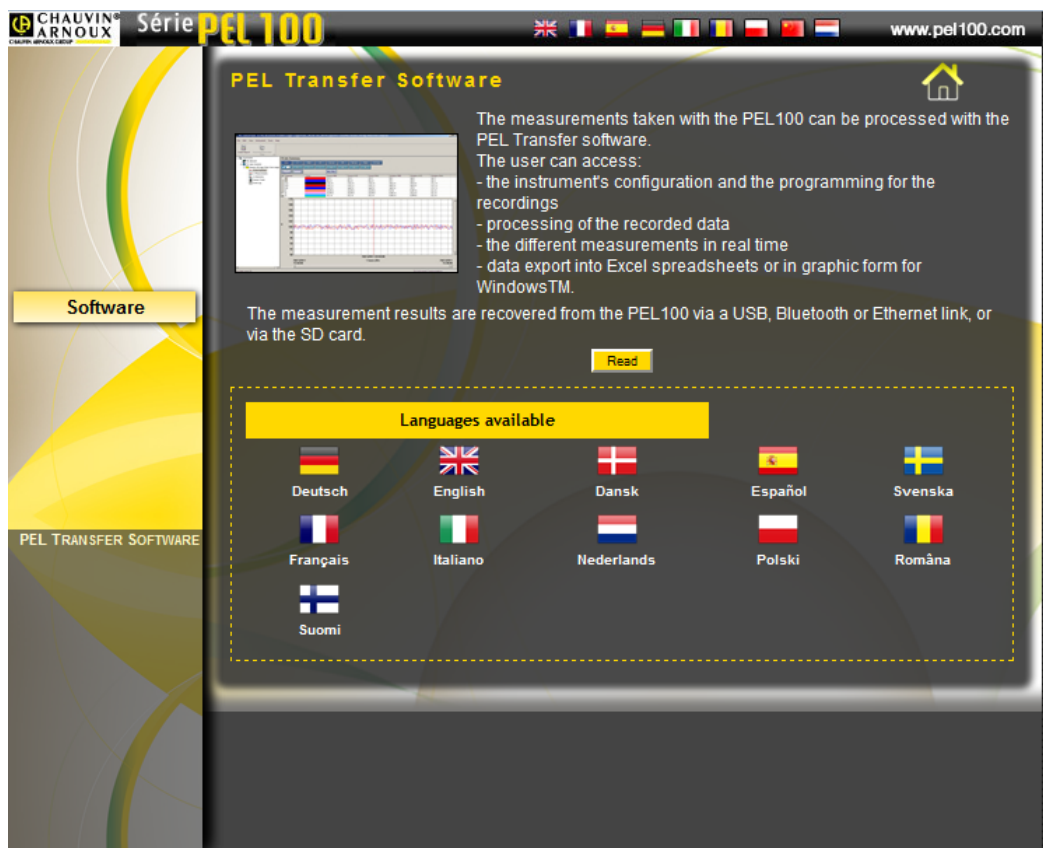 CHAUVIN®
ARNOUX
CHAUVIN ARNOUX GROUP
Série PEL 100
www.pel100.com
PEL Transfer Software
The measurements taken with the PEL100 can be processed with the
PEL Transfer software.
The user can access:
- the instrument's configuration and the programming for the
recordings
- processing of the recorded data
- the different measurements in real time
- data export into Excel spreadsheets or in graphic form for
WindowsTM.
Software
The measurement results are recovered from the PEL100 via a USB, Bluetooth or Ethernet link, or
via the SD card.
Read
Languages available
Deutsch English Dansk Español Svenska
PEL TRANSFER SOFTWARE
Français Italiano Nederlands Polski Româna
Suomi